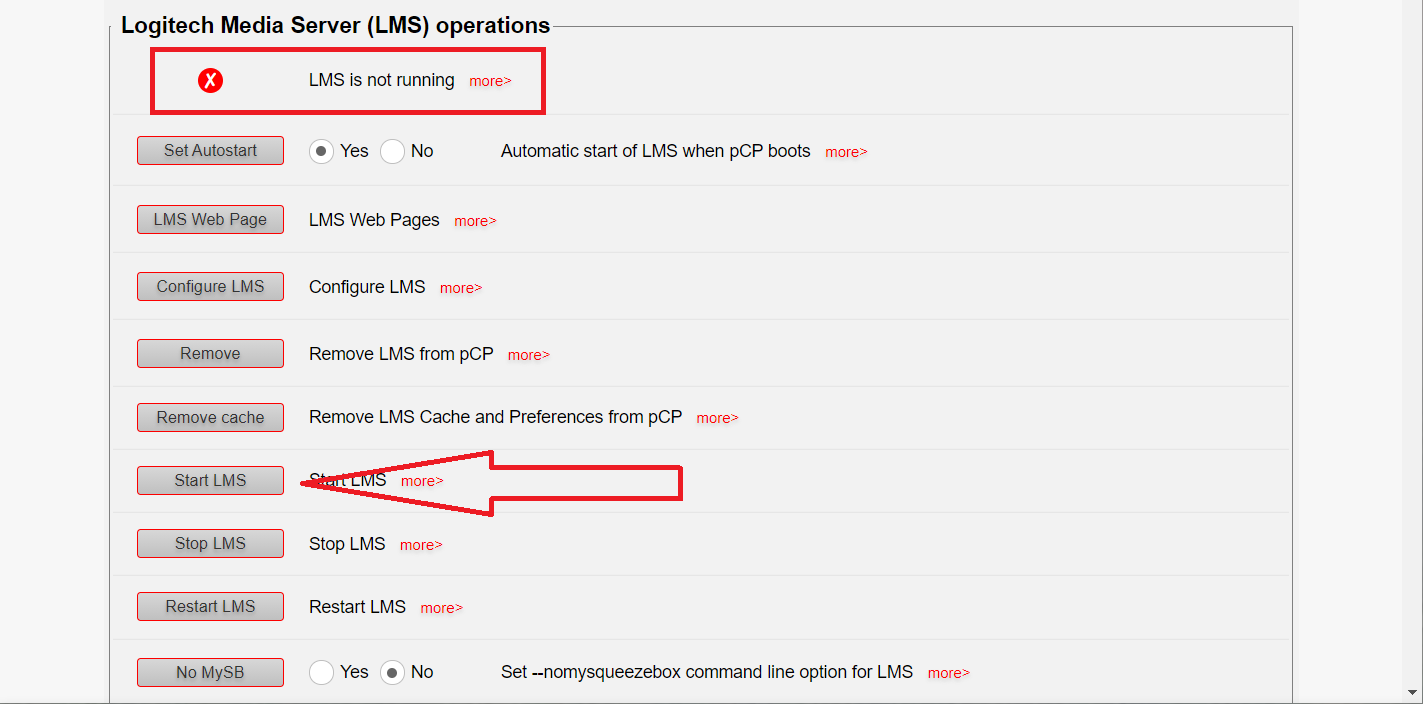 Logitech Media Server (LMS) operations
X LMS is not running more>
Set Autostart Yes No Automatic start of LMS when pCP boots more>
LMS Web Page LMS Web Pages more>
Configure LMS Configure LMS more>
Remove Remove LMS from pCP more>
Remove cache Remove LMS Cache and Preferences from pCP more>
Start LMS Start LMS more>
Stop LMS Stop LMS more>
Restart LMS Restart LMS more>
No MySB Yes No Set --nomysqueezebox command line option for LMS more>